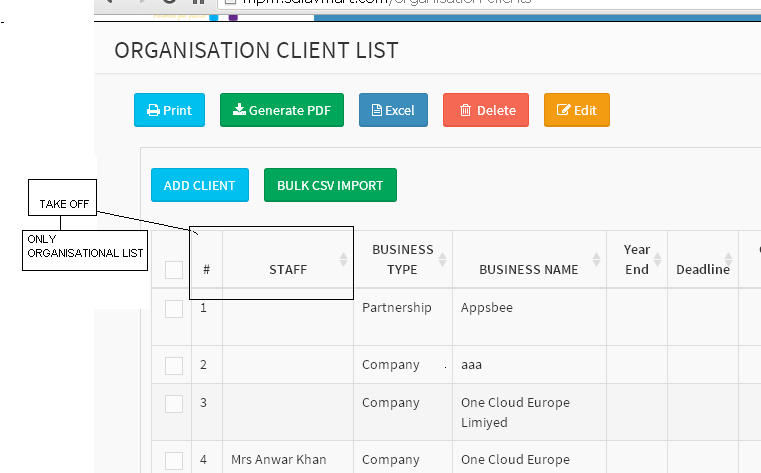 ORGANISATION CLIENT LIST
Print Generate PDF Excel Delete Edit
ADD CLIENT BULK CSV IMPORT
TAKE OFF
ONLY
ORGANISATIONAL LIST
# STAFF BUSINESS TYPE BUSINESS NAME Year End Deadline
1 Partnership Appsbee
2 Company aaa
3 Company One Cloud Europe
Limiyed
4 Mrs Anwar Khan Company One Cloud Europe